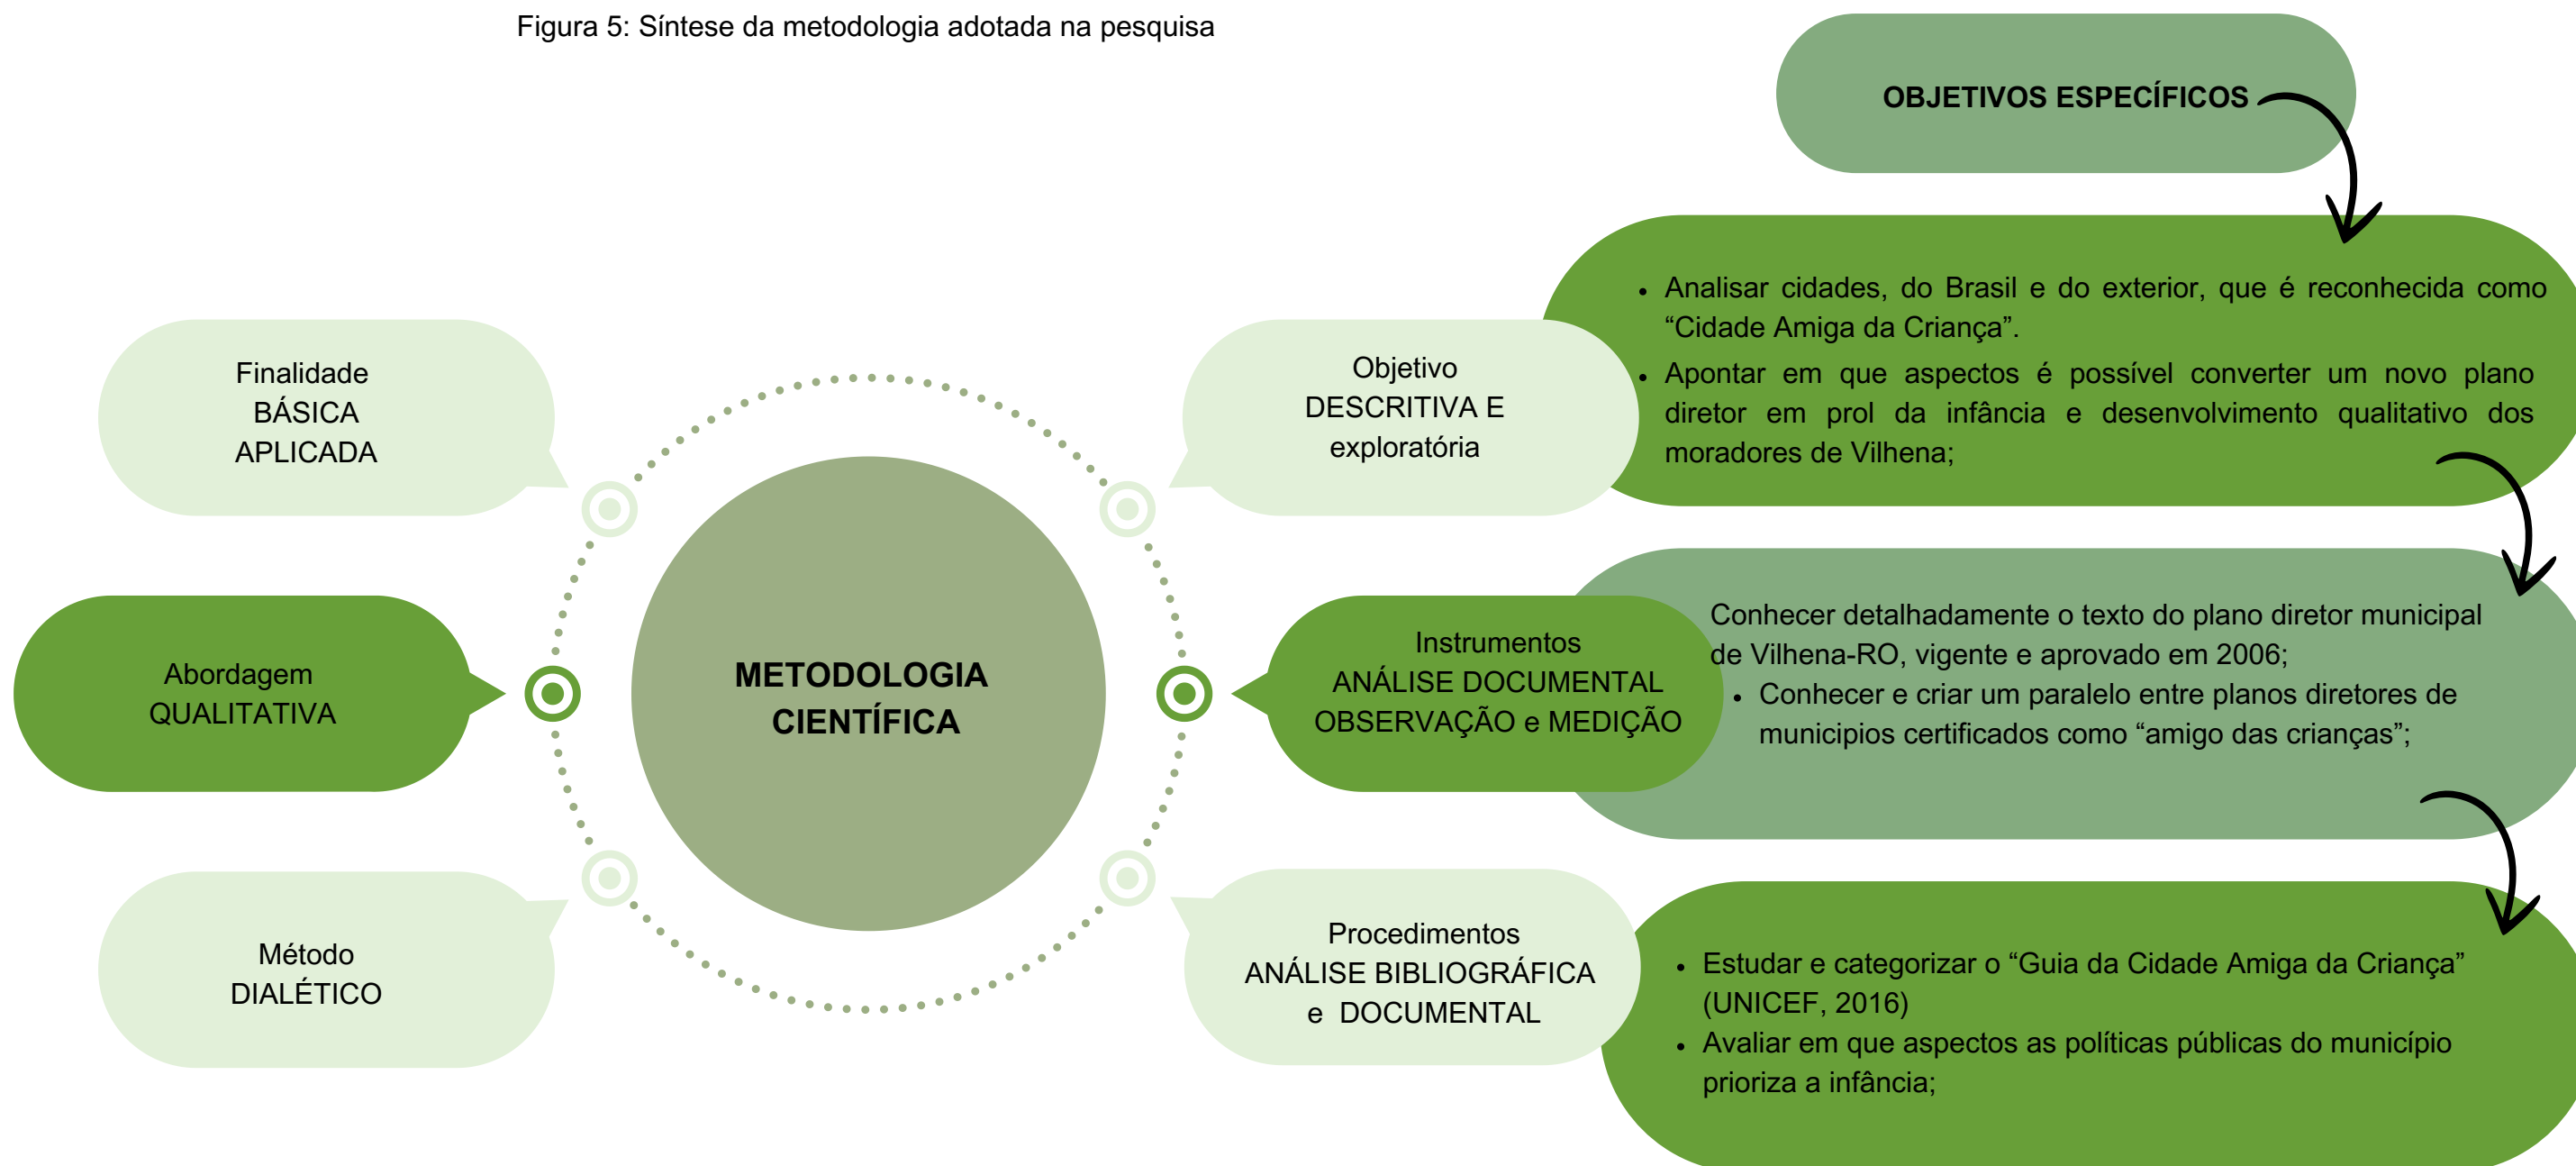 Figura 5: Síntese da metodologia adotada na pesquisa
OBJETIVOS ESPECÍFICOS
• Analisar cidades, do Brasil e do exterior, que é reconhecida como
“Cidade Amiga da Criança”.
• Apontar em que aspectos é possível converter um novo plano
diretor em prol da infância e desenvolvimento qualitativo dos
moradores de Vilhena;
Finalidade
BÁSICA
APLICADA
Objetivo
DESCRITIVA E
exploratória
Abordagem
QUALITATIVA
METODOLOGIA
CIENTÍFICA
Instrumentos
ANÁLISE DOCUMENTAL
OBSERVAÇÃO e MEDIÇÃO
Conhecer detalhadamente o texto do plano diretor municipal
de Vilhena-RO, vigente e aprovado em 2006;
• Conhecer e criar um paralelo entre planos diretores de
municipios certificados como “amigo das crianças”;
Método
DIALÉTICO
Procedimentos
ANÁLISE BIBLIOGRÁFICA
e DOCUMENTAL
• Estudar e categorizar o “Guia da Cidade Amiga da Criança”
(UNICEF, 2016)
• Avaliar em que aspectos as políticas públicas do município
prioriza a infância;